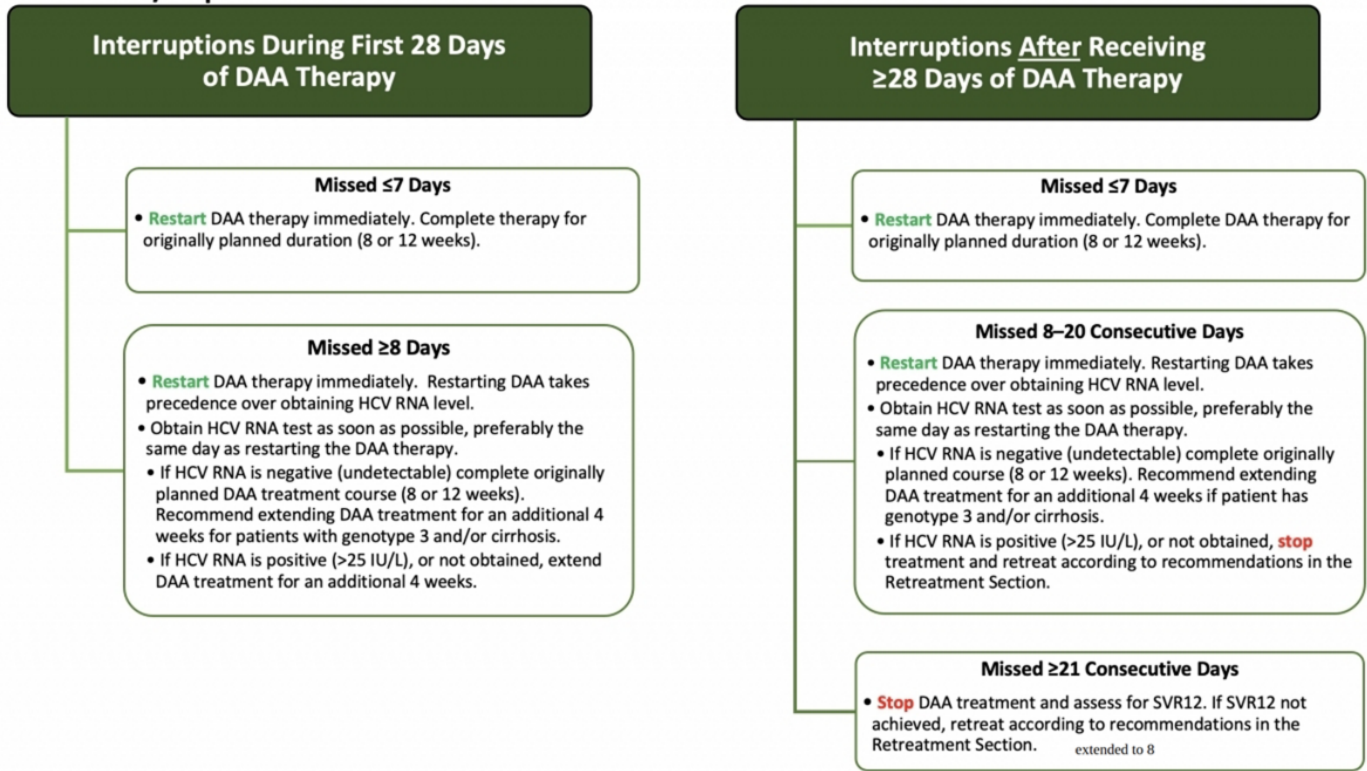 Interruptions During First 28 Days
of DAA Therapy
Missed ≤7 Days
• Restart DAA therapy immediately. Complete therapy for
originally planned duration (8 or 12 weeks).
Missed ≥8 Days
• Restart DAA therapy immediately. Restarting DAA takes
precedence over obtaining HCV RNA level.
• Obtain HCV RNA test as soon as possible, preferably the
same day as restarting the DAA therapy.
• If HCV RNA is negative (undetectable) complete originally
planned DAA treatment course (8 or 12 weeks).
Recommend extending DAA treatment for an additional 4
weeks for patients with genotype 3 and/or cirrhosis.
• If HCV RNA is positive (>25 IU/L), or not obtained, extend
DAA treatment for an additional 4 weeks.
Interruptions After Receiving
≥28 Days of DAA Therapy
Missed ≤7 Days
• Restart DAA therapy immediately. Complete DAA therapy for
originally planned duration (8 or 12 weeks).
Missed 8–20 Consecutive Days
• Restart DAA therapy immediately. Restarting DAA takes
precedence over obtaining HCV RNA level.
• Obtain HCV RNA test as soon as possible, preferably the
same day as restarting the DAA therapy.
• If HCV RNA is negative (undetectable) complete originally
planned course (8 or 12 weeks). Recommend extending
DAA treatment for an additional 4 weeks if patient has
genotype 3 and/or cirrhosis.
• If HCV RNA is positive (>25 IU/L), or not obtained, stop
treatment and retreat according to recommendations in the
Retreatment Section.
Missed ≥21 Consecutive Days
• Stop DAA treatment and assess for SVR12. If SVR12 not
achieved, retreat according to recommendations in the
Retreatment Section.
extended to 8